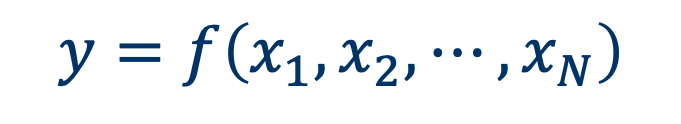 y = f(x₁, x₂, ⋯, x_N)